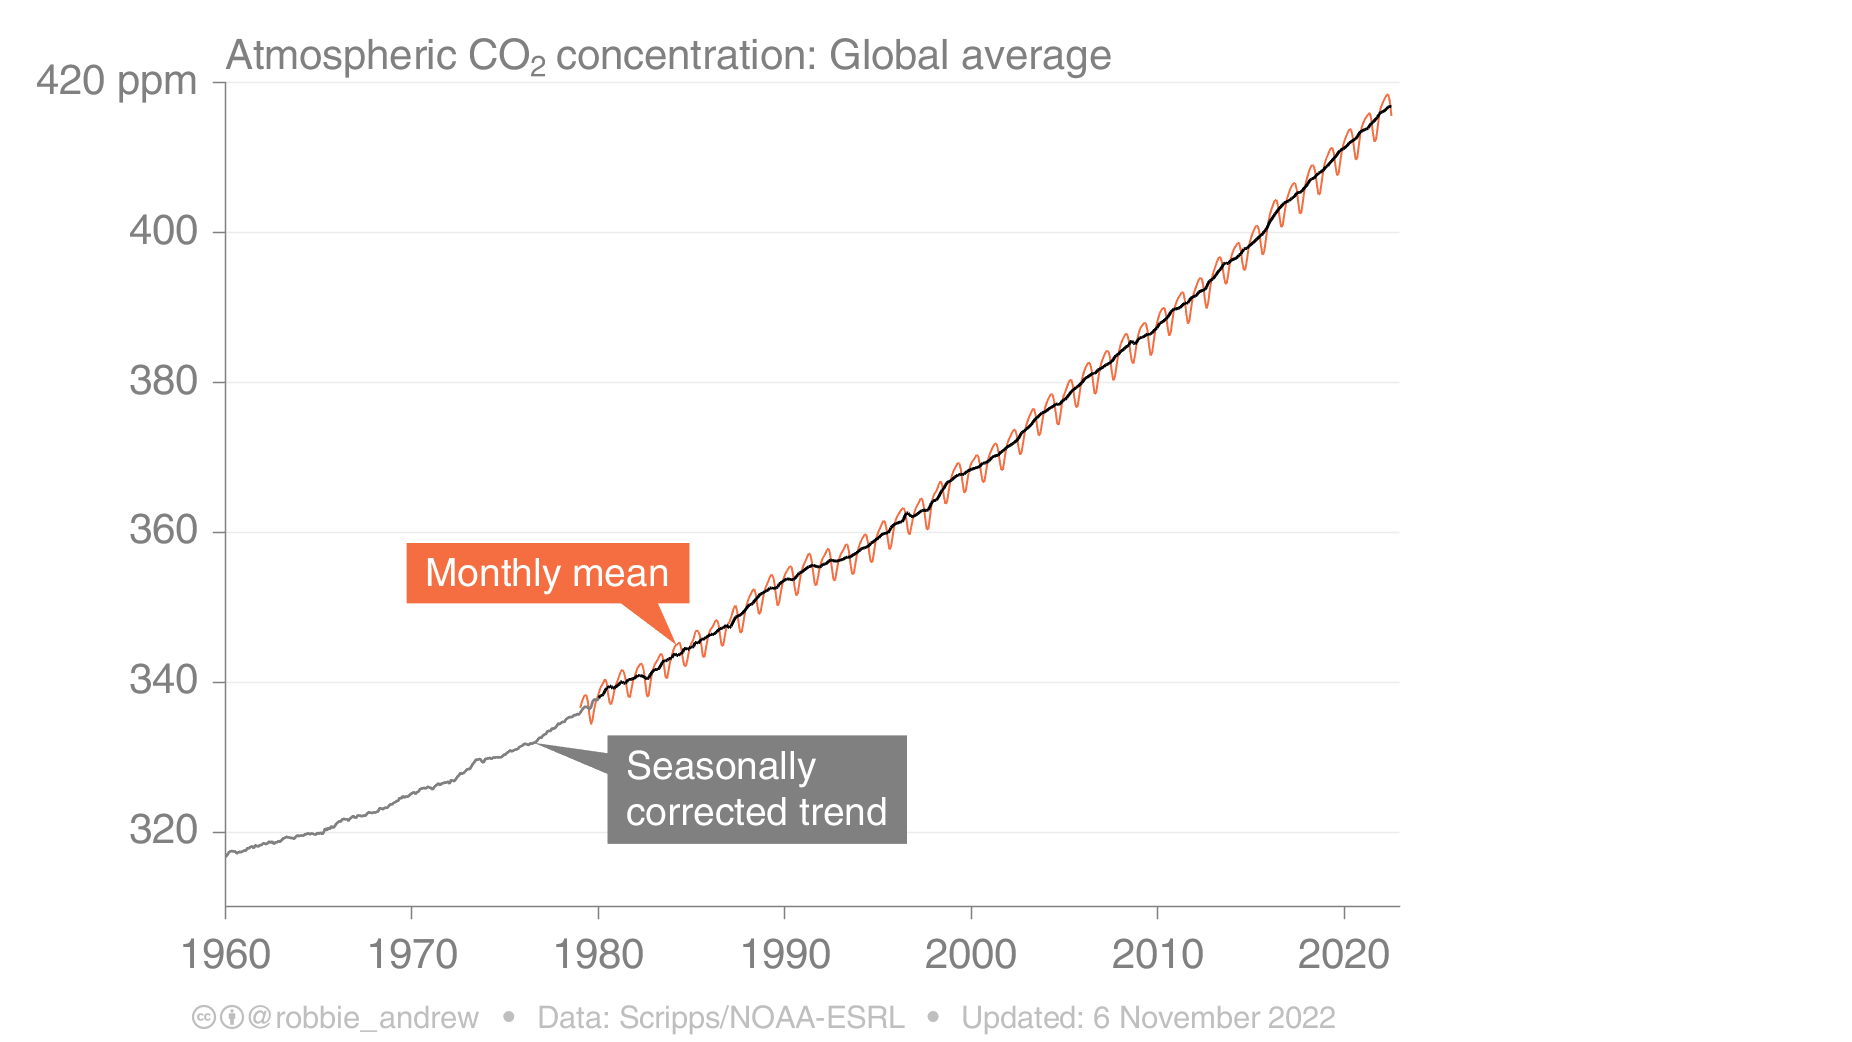 Atmospheric CO₂ concentration: Global average
420 ppm
400
380
360
340
320
Monthly mean
Seasonally
corrected trend
1960 1970 1980 1990 2000 2010 2020
cc @robbie_andrew • Data: Scripps/NOAA-ESRL • Updated: 6 November 2022